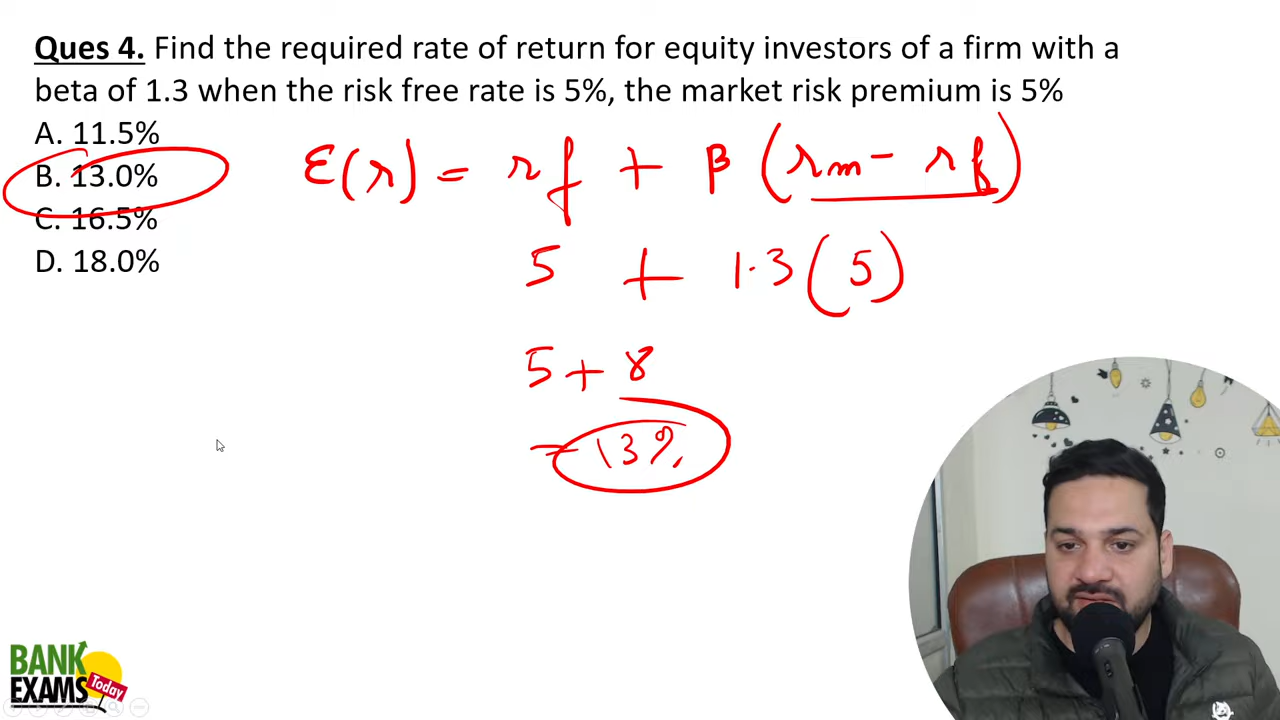 Ques 4. Find the required rate of return for equity investors of a firm with a
beta of 1.3 when the risk free rate is 5%, the market risk premium is 5%
A. 11.5%
B. 13.0%
C. 16.5%
D. 18.0%
E(r) = rf + β (rm - rf)
5 + 1.3 (5)
5 + 8
= 13%
BANK
EXAMS
Today